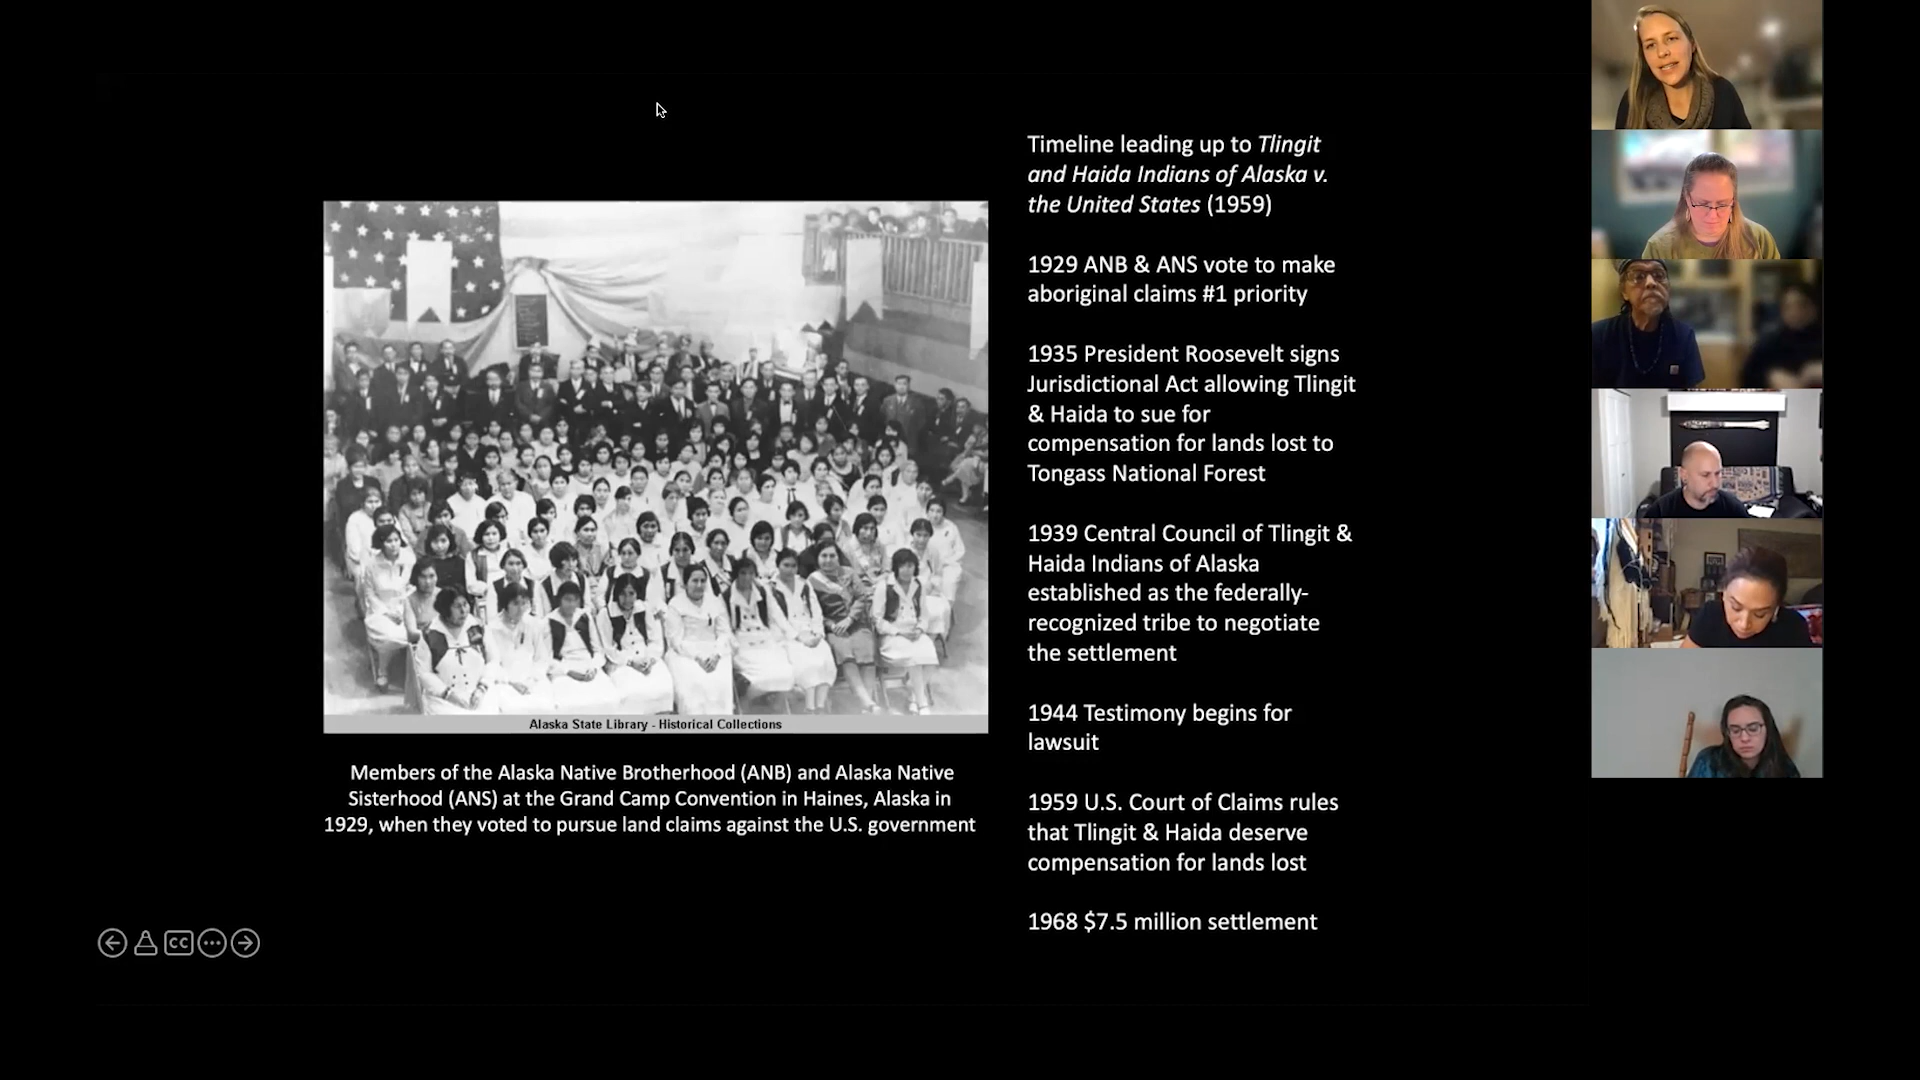 Timeline leading up to Tlingit
and Haida Indians of Alaska v.
the United States (1959)
1929 ANB & ANS vote to make
aboriginal claims #1 priority
1935 President Roosevelt signs
Jurisdictional Act allowing Tlingit
& Haida to sue for
compensation for lands lost to
Tongass National Forest
1939 Central Council of Tlingit &
Haida Indians of Alaska
established as the federally-
recognized tribe to negotiate
the settlement
1944 Testimony begins for
lawsuit
1959 U.S. Court of Claims rules
that Tlingit & Haida deserve
compensation for lands lost
1968 $7.5 million settlement
Alaska State Library - Historical Collections
Members of the Alaska Native Brotherhood (ANB) and Alaska Native
Sisterhood (ANS) at the Grand Camp Convention in Haines, Alaska in
1929, when they voted to pursue land claims against the U.S. government
CC